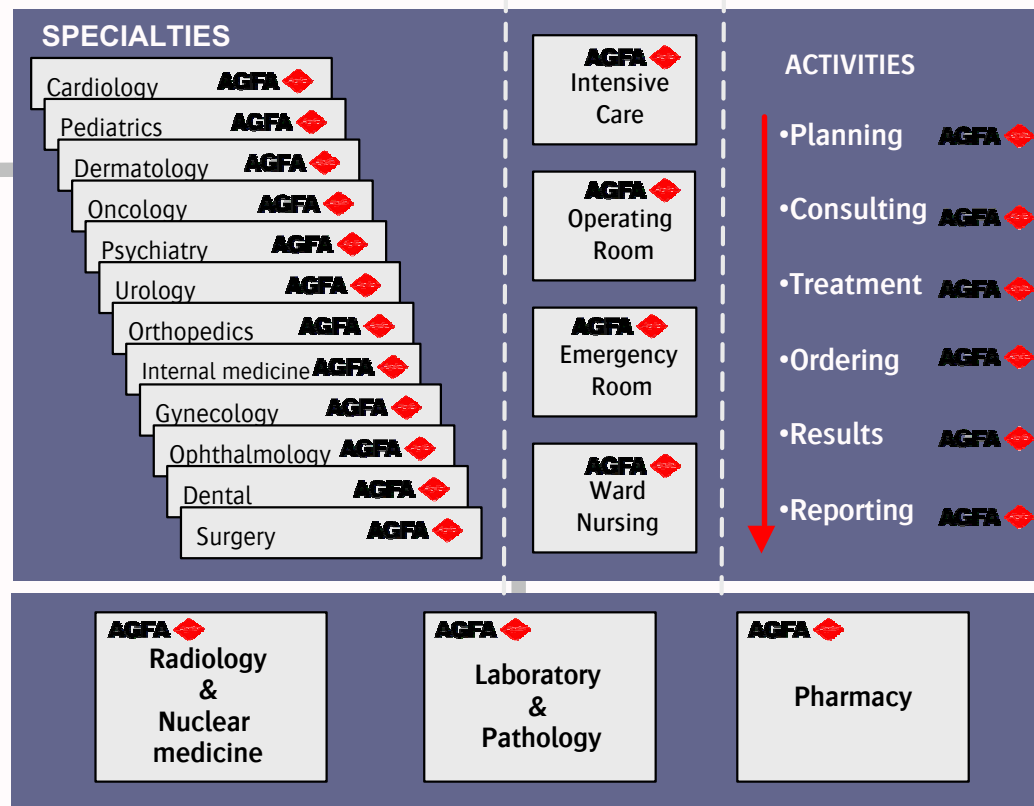 SPECIALTIES
Cardiology AGFA
Pediatrics AGFA
Dermatology AGFA
Oncology AGFA
Psychiatry AGFA
Urology AGFA
Orthopedics AGFA
Internal medicine AGFA
Gynecology AGFA
Ophthalmology AGFA
Dental AGFA
Surgery AGFA
AGFA
Intensive
Care
AGFA
Operating
Room
AGFA
Emergency
Room
AGFA
Ward
Nursing
ACTIVITIES
•Planning AGFA
•Consulting AGFA
•Treatment AGFA
•Ordering AGFA
•Results AGFA
•Reporting AGFA
AGFA
Radiology
&
Nuclear
medicine
AGFA
Laboratory
&
Pathology
AGFA
Pharmacy